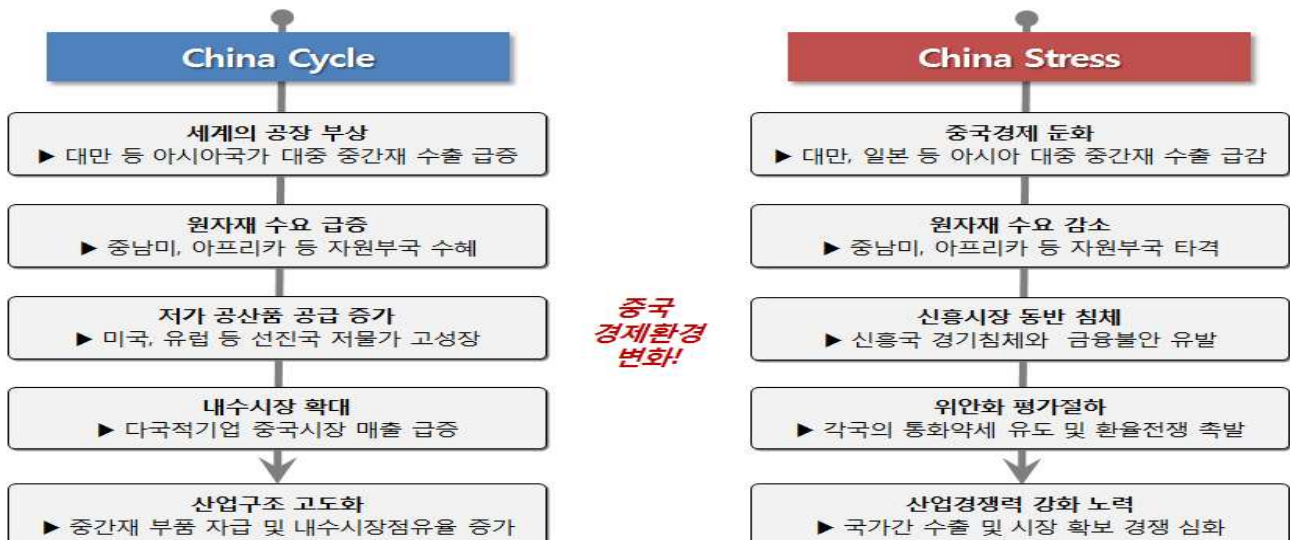 China Cycle
세계의 공장 부상
▶ 대만 등 아시아국가 대중 중간재 수출 급증
원자재 수요 급증
▶ 중남미, 아프리카 등 자원부국 수혜
저가 공산품 공급 증가
▶ 미국, 유럽 등 선진국 저물가 고성장
내수시장 확대
▶ 다국적기업 중국시장 매출 급증
산업구조 고도화
▶ 중간재 부품 자급 및 내수시장점유율 증가
중국
경제환경
변화!
China Stress
중국경제 둔화
▶ 대만, 일본 등 아시아 대중 중간재 수출 급감
원자재 수요 감소
▶ 중남미, 아프리카 등 자원부국 타격
신흥시장 동반 침체
▶ 신흥국 경기침체와 금융불안 유발
위안화 평가절하
▶ 각국의 통화약세 유도 및 환율전쟁 촉발
산업경쟁력 강화 노력
▶ 국가간 수출 및 시장 확보 경쟁 심화